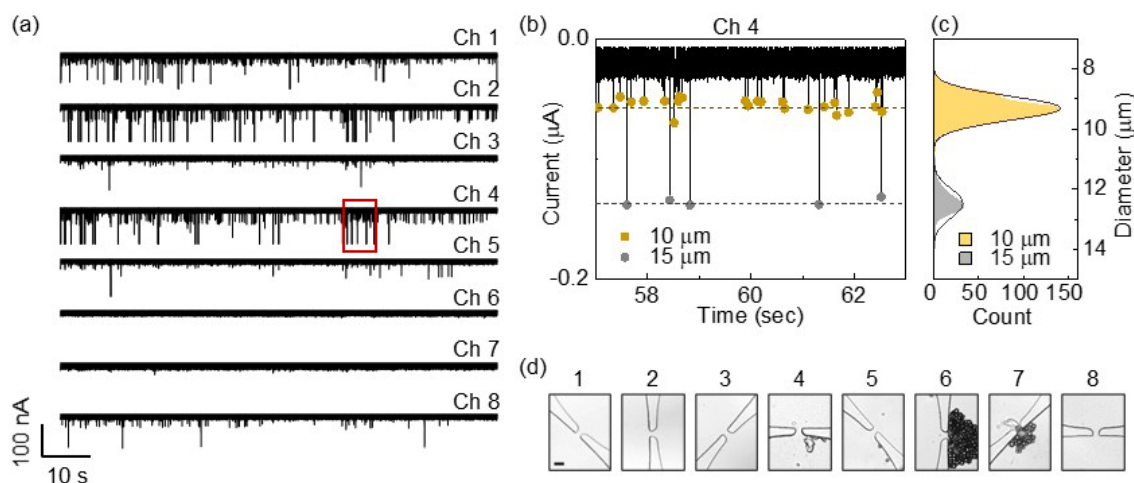 (a)
Ch 1
Ch 2
Ch 3
Ch 4
Ch 5
Ch 6
Ch 7
Ch 8
100 nA
10 s
(b)
Ch 4
0.0
-0.2
Current (μA)
10 μm
15 μm
58 60 62
Time (sec)
(c)
8
10
12
14
Diameter (μm)
10 μm
15 μm
0 50 100 150
Count
(d)
1 2 3 4 5 6 7 8